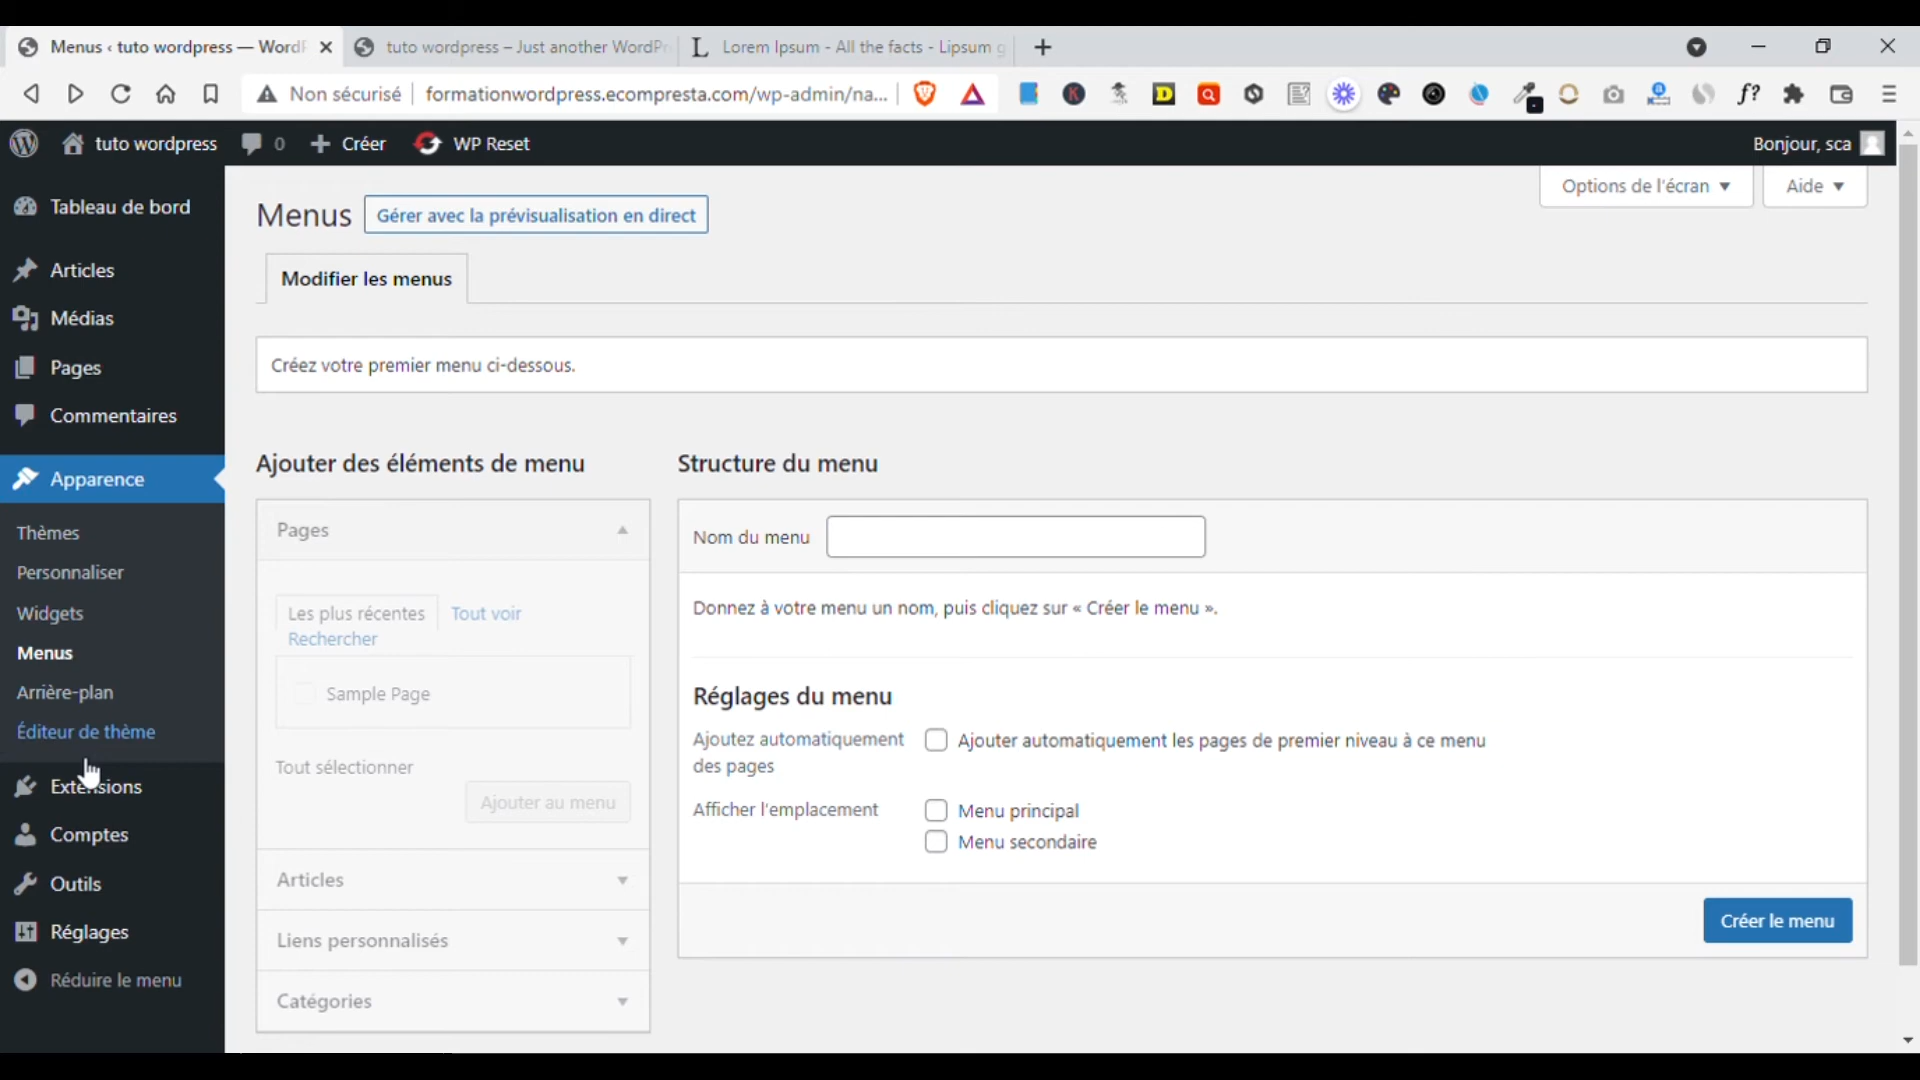 Menus ‹ tuto wordpress — WordP
tuto wordpress – Just another WordPr
Lorem Ipsum - All the facts - Lipsum g
Non sécurisé
formationwordpress.ecompresta.com/wp-admin/na...
tuto wordpress
0
Créer
WP Reset
Bonjour, sca
Tableau de bord
Articles
Médias
Pages
Commentaires
Apparence
Thèmes
Personnaliser
Widgets
Menus
Arrière-plan
Éditeur de thème
Extensions
Comptes
Outils
Réglages
Réduire le menu
Options de l'écran
Aide
Menus
Gérer avec la prévisualisation en direct
Modifier les menus
Créez votre premier menu ci-dessous.
Ajouter des éléments de menu
Pages
Les plus récentes
Tout voir
Rechercher
Sample Page
Tout sélectionner
Ajouter au menu
Articles
Liens personnalisés
Catégories
Structure du menu
Nom du menu
Donnez à votre menu un nom, puis cliquez sur « Créer le menu ».
Réglages du menu
Ajoutez automatiquement
des pages
Ajouter automatiquement les pages de premier niveau à ce menu
Afficher l'emplacement
Menu principal
Menu secondaire
Créer le menu